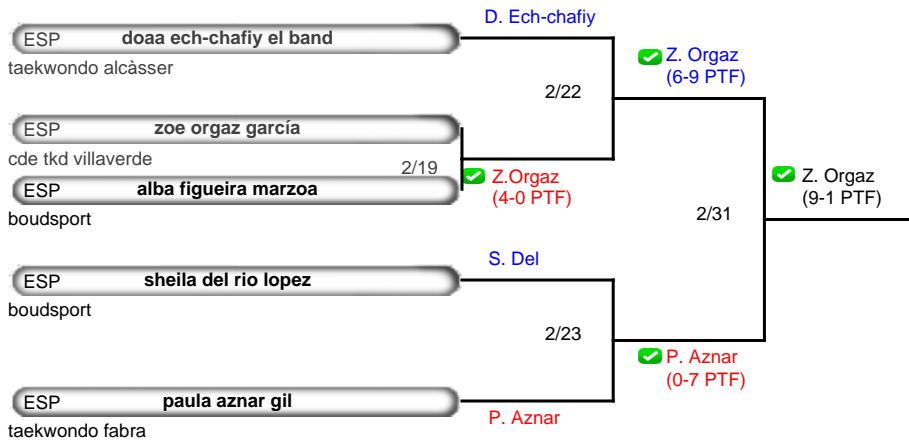 D. Ech-chafiy
ESP doaa ech-chafiy el band
taekwondo alcàsser
2/22
Z. Orgaz
(6-9 PTF)
ESP zoe orgaz garcía
cde tkd villaverde
2/19
Z.Orgaz
(4-0 PTF)
ESP alba figueira marzoa
boudsport
2/31
Z. Orgaz
(9-1 PTF)
S. Del
ESP sheila del rio lopez
boudsport
2/23
P. Aznar
(0-7 PTF)
ESP paula aznar gil
P. Aznar
taekwondo fabra